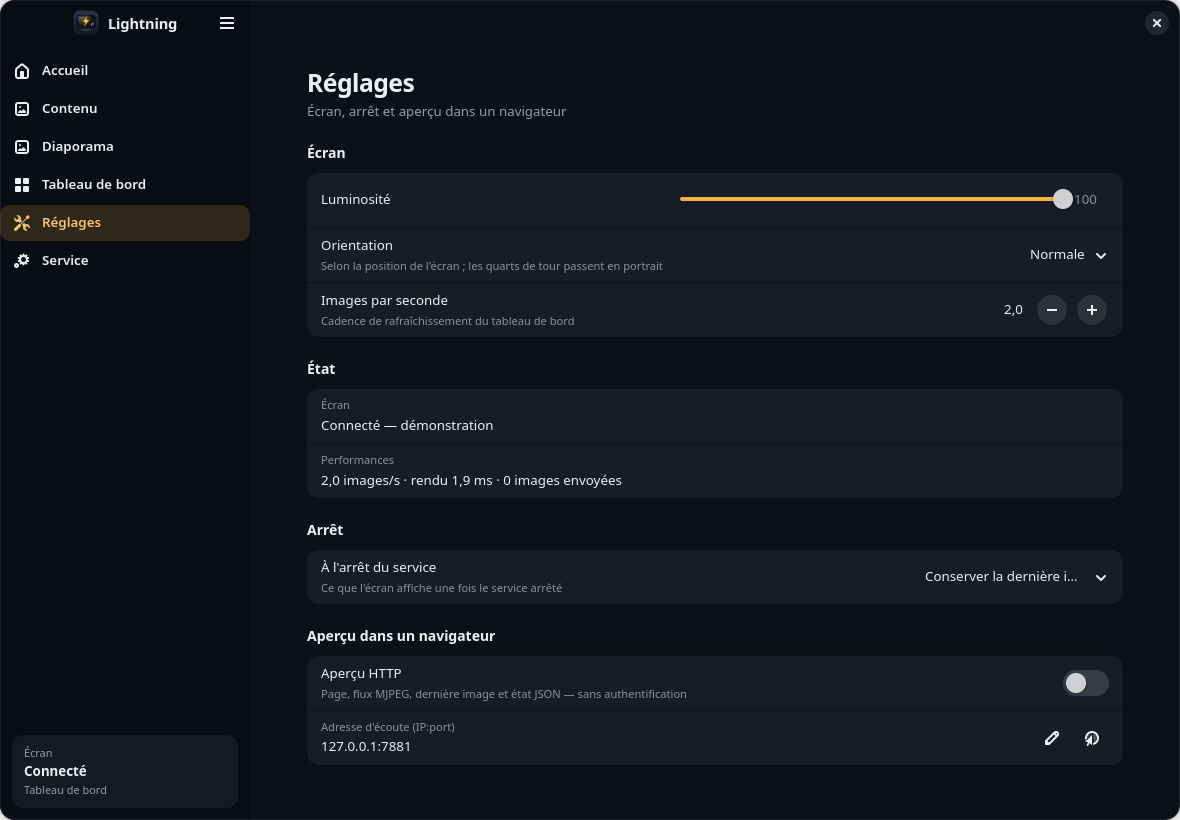 Lightning
Accueil
Contenu
Diaporama
Tableau de bord
Réglages
Service
Écran
Connecté
Tableau de bord
Réglages
Écran, arrêt et aperçu dans un navigateur
Écran
Luminosité
100
Orientation
Selon la position de l'écran ; les quarts de tour passent en portrait
Normale
Images par seconde
Cadence de rafraîchissement du tableau de bord
2,0
État
Écran
Connecté — démonstration
Performances
2,0 images/s · rendu 1,9 ms · 0 images envoyées
Arrêt
À l'arrêt du service
Ce que l'écran affiche une fois le service arrêté
Conserver la dernière i...
Aperçu dans un navigateur
Aperçu HTTP
Page, flux MJPEG, dernière image et état JSON — sans authentification
Adresse d'écoute (IP:port)
127.0.0.1:7881